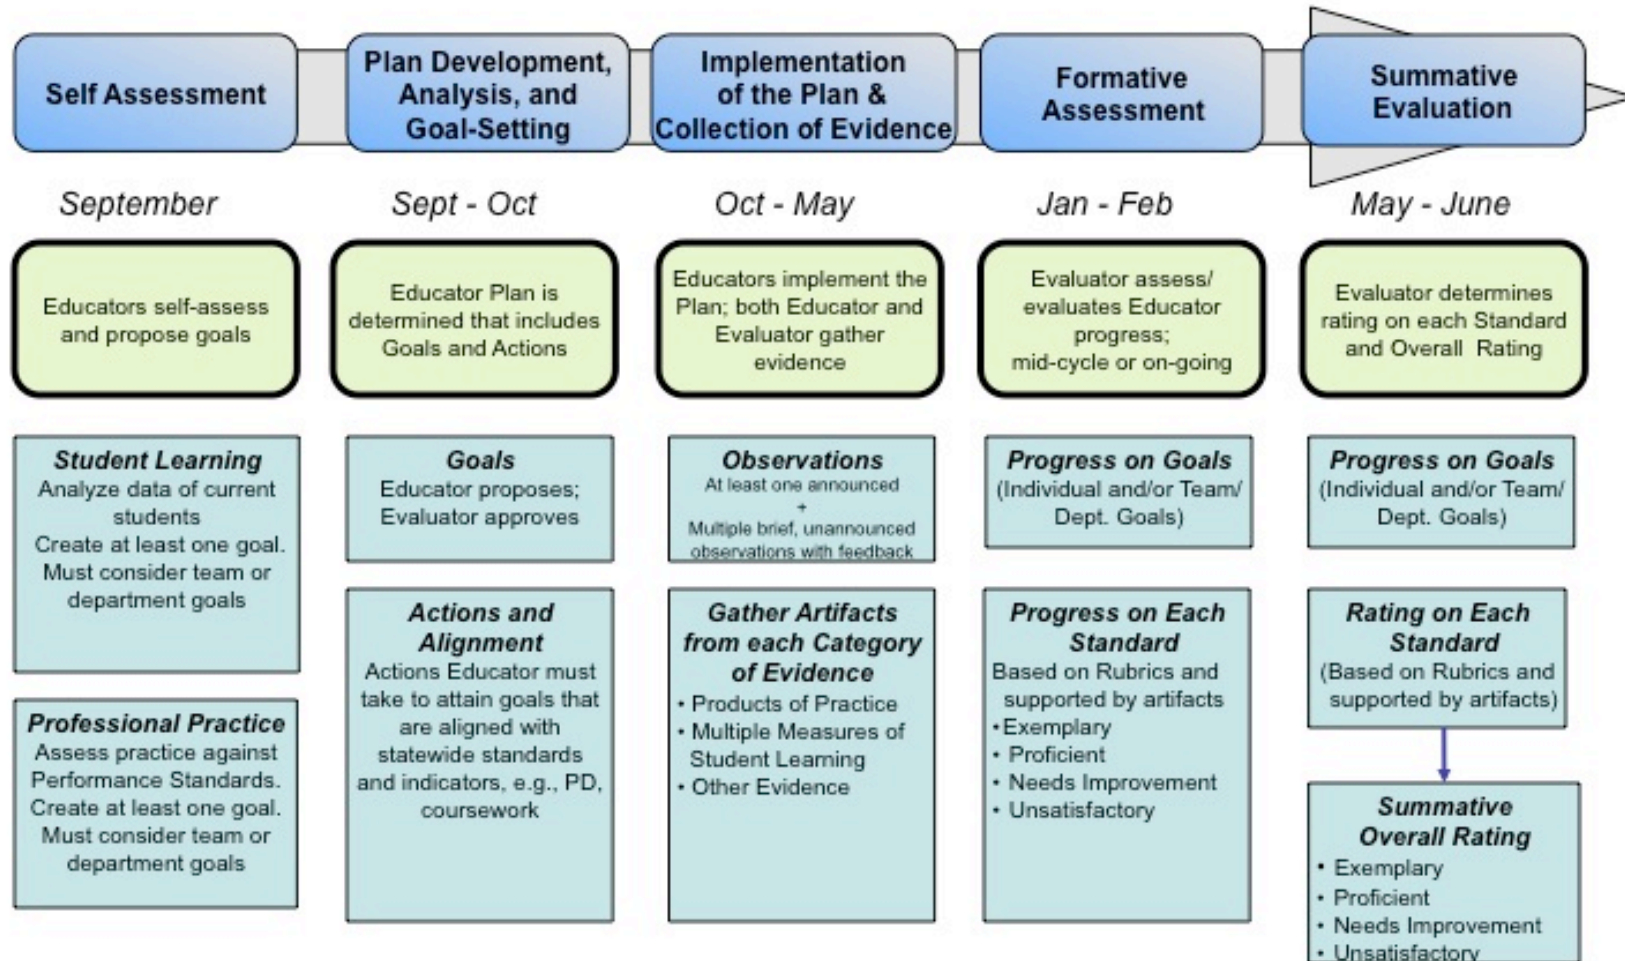 Self Assessment
Plan Development,
Analysis, and
Goal-Setting
Implementation
of the Plan &
Collection of Evidence
Formative
Assessment
Summative
Evaluation
September
Sept - Oct
Oct - May
Jan - Feb
May - June
Educators self-assess
and propose goals
Educator Plan is
determined that includes
Goals and Actions
Educators implement the
Plan; both Educator and
Evaluator gather
evidence
Evaluator assess/
evaluates Educator
progress;
mid-cycle or on-going
Evaluator determines
rating on each Standard
and Overall Rating
Student Learning
Analyze data of current
students
Create at least one goal.
Must consider team or
department goals
Professional Practice
Assess practice against
Performance Standards.
Create at least one goal.
Must consider team or
department goals
Goals
Educator proposes;
Evaluator approves
Actions and
Alignment
Actions Educator must
take to attain goals that
are aligned with
statewide standards
and indicators, e.g., PD,
coursework
Observations
At least one announced
+
Multiple brief, unannounced
observations with feedback
Gather Artifacts
from each Category
of Evidence
• Products of Practice
• Multiple Measures of
Student Learning
• Other Evidence
Progress on Goals
(Individual and/or Team/
Dept. Goals)
Progress on Each
Standard
Based on Rubrics and
supported by artifacts
• Exemplary
• Proficient
• Needs Improvement
• Unsatisfactory
Progress on Goals
(Individual and/or Team/
Dept. Goals)
Rating on Each
Standard
(Based on Rubrics and
supported by artifacts)
Summative
Overall Rating
• Exemplary
• Proficient
• Needs Improvement
• Unsatisfactory